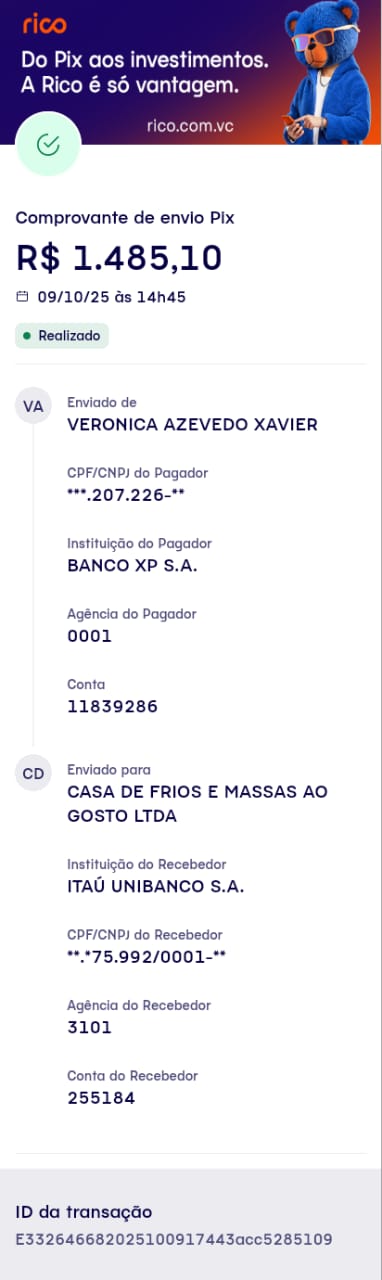 rico
Do Pix aos investimentos.
A Rico é só vantagem.
rico.com.vc
Comprovante de envio Pix
R$ 1.485,10
09/10/25 às 14h45
Realizado
VA
Enviado de
VERONICA AZEVEDO XAVIER
CPF/CNPJ do Pagador
***.207.226-**
Instituição do Pagador
BANCO XP S.A.
Agência do Pagador
0001
Conta
11839286
CD
Enviado para
CASA DE FRIOS E MASSAS AO
GOSTO LTDA
Instituição do Recebedor
ITAÚ UNIBANCO S.A.
CPF/CNPJ do Recebedor
**.*75.992/0001-**
Agência do Recebedor
3101
Conta do Recebedor
255184
ID da transação
E332646682025100917443acc5285109